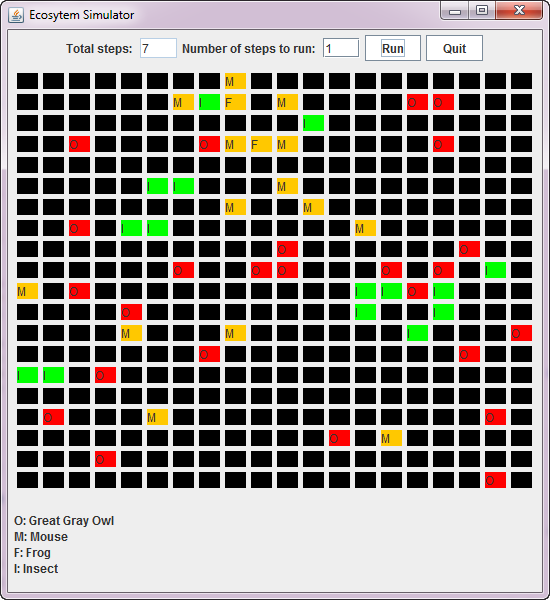 Ecosytem Simulator
Total steps: 7 Number of steps to run: 1 Run Quit
M
M I F M O O
I
O O M F M O
I I M
M M
O I I M
O O
O O O O O I
M O I I O I
O I I
M M I O
O O
I I O
O M O
O M
O
O
O: Great Gray Owl
M: Mouse
F: Frog
I: Insect